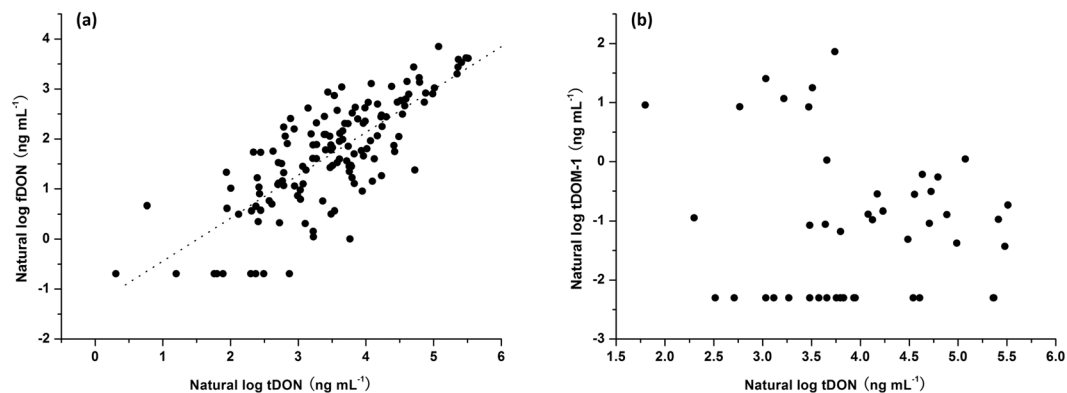 (a)
4
3
2
1
0
-1
-2
Natural log fDON (ng mL⁻¹)
0 1 2 3 4 5 6
Natural log tDON (ng mL⁻¹)
(b)
2
1
0
-1
-2
-3
Natural log tDOM-1 (ng mL⁻¹)
1.5 2.0 2.5 3.0 3.5 4.0 4.5 5.0 5.5 6.0
Natural log tDON (ng mL⁻¹)